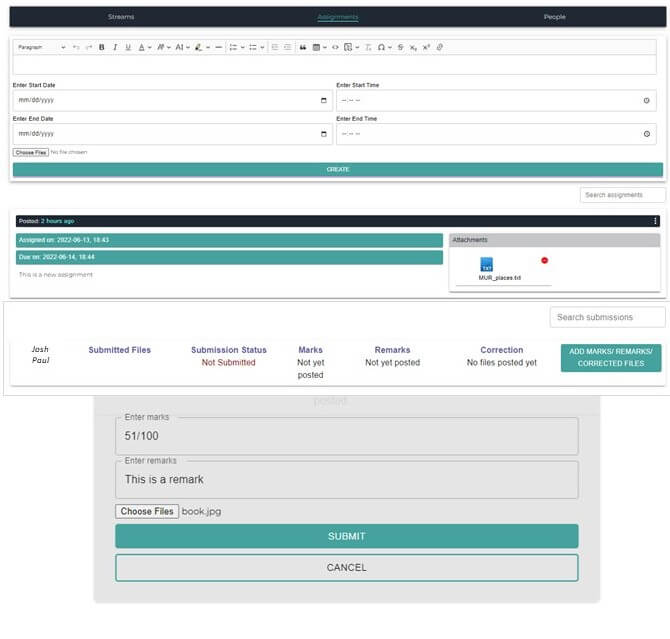 Streams Assignments People
Paragraph
Enter Start Date Enter Start Time
mm/dd/yyyy --:-- --
Enter End Date Enter End Time
mm/dd/yyyy --:-- --
Choose Files No file chosen
CREATE
Search assignments
Posted: 2 hours ago
Assigned on: 2022-06-13, 18:43
Attachments
Due on: 2022-06-14, 18:44
TXT
This is a new assignment
MUR_places.txt
Search submissions
Josh Submitted Files Submission Status Marks Remarks Correction ADD MARKS/ REMARKS/
Paul Not Submitted Not yet Not yet posted No files posted yet CORRECTED FILES
posted
posted
Enter marks
51/100
Enter remarks
This is a remark
Choose Files book.jpg
SUBMIT
CANCEL